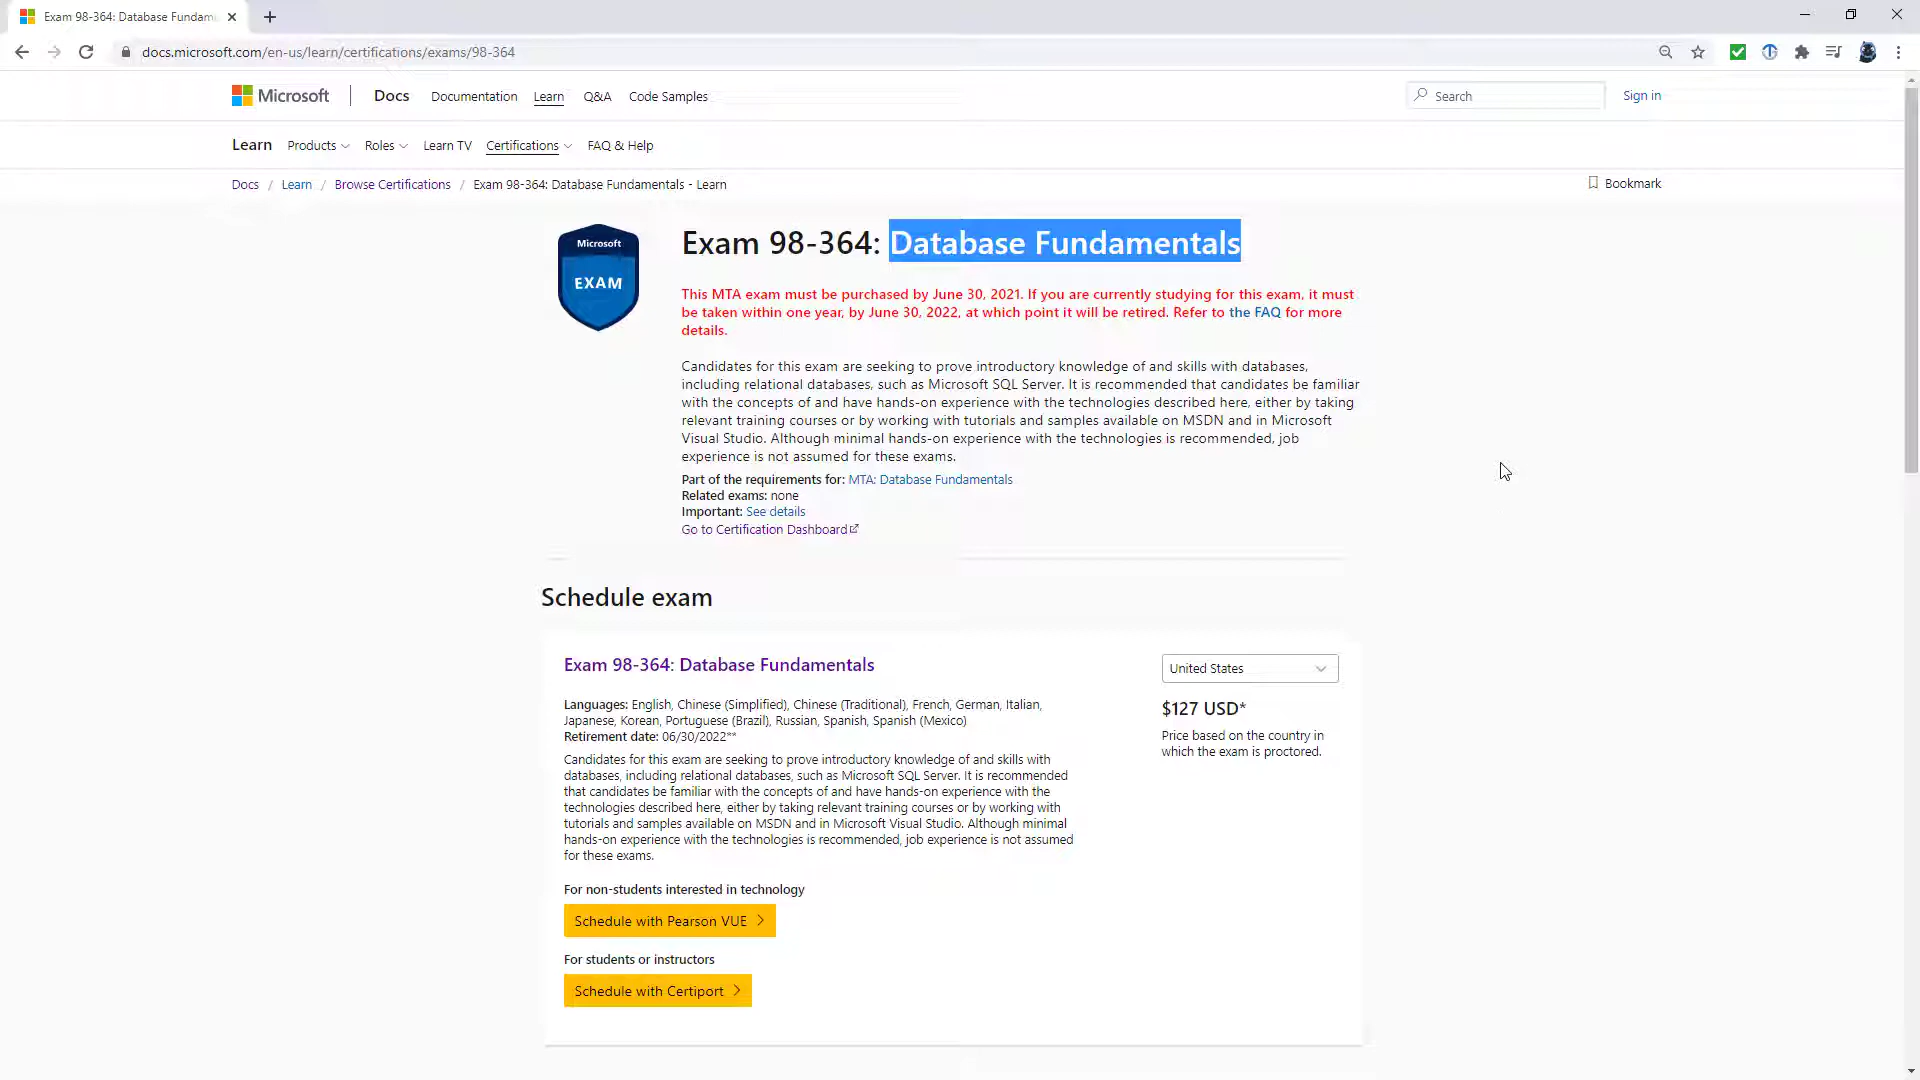 Exam 98-364: Database Fundam
docs.microsoft.com/en-us/learn/certifications/exams/98-364
Microsoft Docs Documentation Learn Q&A Code Samples Search Sign in
Learn Products Roles Learn TV Certifications FAQ & Help
Docs / Learn / Browse Certifications / Exam 98-364: Database Fundamentals - Learn Bookmark
Microsoft
EXAM
Exam 98-364: Database Fundamentals
This MTA exam must be purchased by June 30, 2021. If you are currently studying for this exam, it must
be taken within one year, by June 30, 2022, at which point it will be retired. Refer to the FAQ for more
details.
Candidates for this exam are seeking to prove introductory knowledge of and skills with databases,
including relational databases, such as Microsoft SQL Server. It is recommended that candidates be familiar
with the concepts of and have hands-on experience with the technologies described here, either by taking
relevant training courses or by working with tutorials and samples available on MSDN and in Microsoft
Visual Studio. Although minimal hands-on experience with the technologies is recommended, job
experience is not assumed for these exams.
Part of the requirements for: MTA: Database Fundamentals
Related exams: none
Important: See details
Go to Certification Dashboard
Schedule exam
Exam 98-364: Database Fundamentals
Languages: English, Chinese (Simplified), Chinese (Traditional), French, German, Italian,
Japanese, Korean, Portuguese (Brazil), Russian, Spanish, Spanish (Mexico)
Retirement date: 06/30/2022**
Candidates for this exam are seeking to prove introductory knowledge of and skills with
databases, including relational databases, such as Microsoft SQL Server. It is recommended
that candidates be familiar with the concepts of and have hands-on experience with the
technologies described here, either by taking relevant training courses or by working with
tutorials and samples available on MSDN and in Microsoft Visual Studio. Although minimal
hands-on experience with the technologies is recommended, job experience is not assumed
for these exams.
For non-students interested in technology
Schedule with Pearson VUE
For students or instructors
Schedule with Certiport
United States
$127 USD*
Price based on the country in
which the exam is proctored.